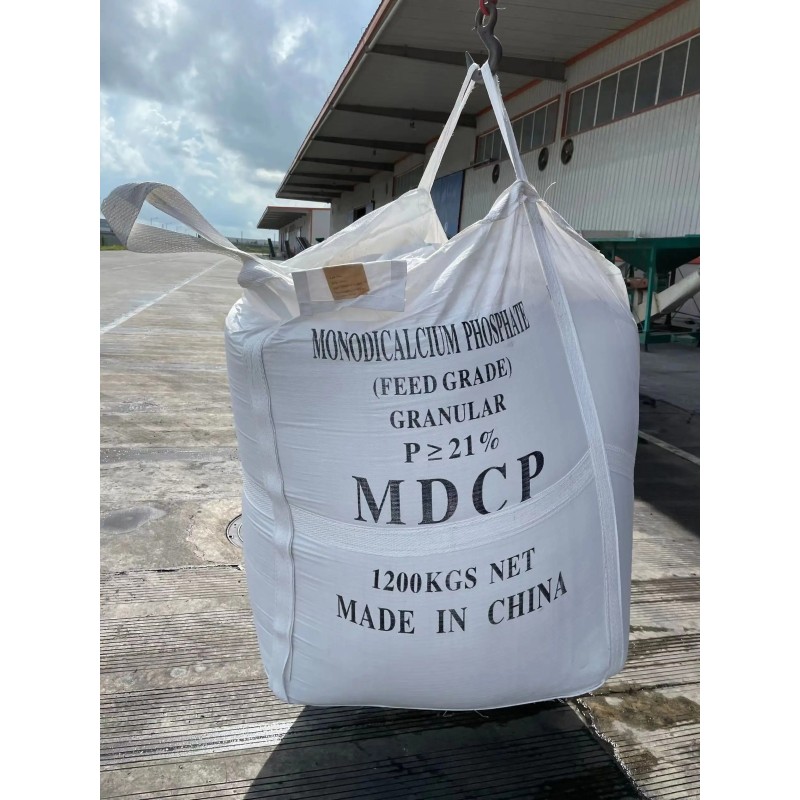 MONODICALCIUM PHOSPHATE
(FEED GRADE)
GRANULAR
P≥21%
MDCP
1200KGS NET
MADE IN CHINA